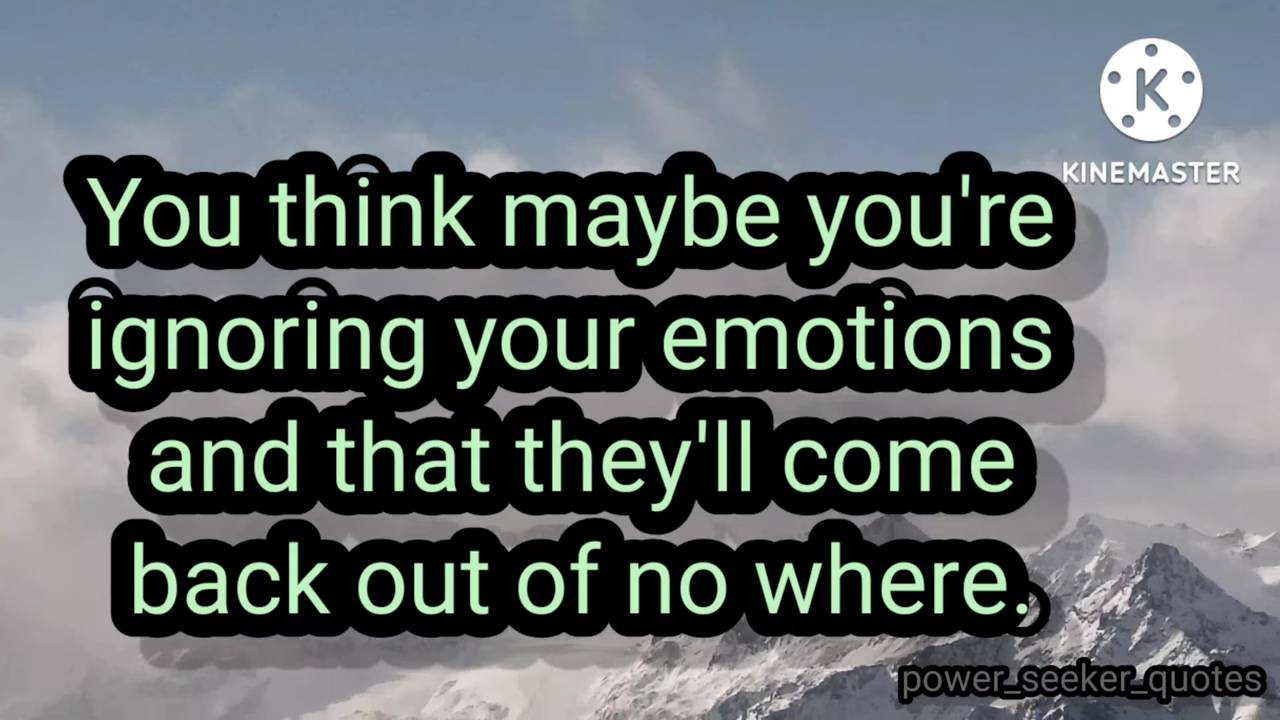 K
KINEMASTER
You think maybe you're
ignoring your emotions
and that they'll come
back out of no where.
power_seeker_quotes